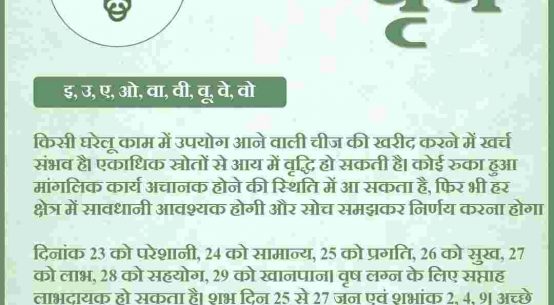 इ, उ, ए, ओ, वा, वी, वू, वे, वो
किसी घरेलू काम में उपयोग आने वाली चीज की खरीद करने में खर्च
संभव है। एकाधिक स्रोतों से आय में वृद्धि हो सकती है। कोई रुका हुआ
मांगलिक कार्य अचानक होने की स्थिति में आ सकता है, फिर भी हर
क्षेत्र में सावधानी आवश्यक होगी और सोच समझकर निर्णय करना होगा
दिनांक 23 को परेशानी, 24 को सामान्य, 25 को प्रगति, 26 को सुख, 27
को लाभ, 28 को सहयोग, 29 को खानपान। वृष लग्न के लिए सप्ताह
लाभदायक हो सकता है। शुभ दिन 25 से 27 जन एवं शुभांक 2, 4, 9। अच्छे